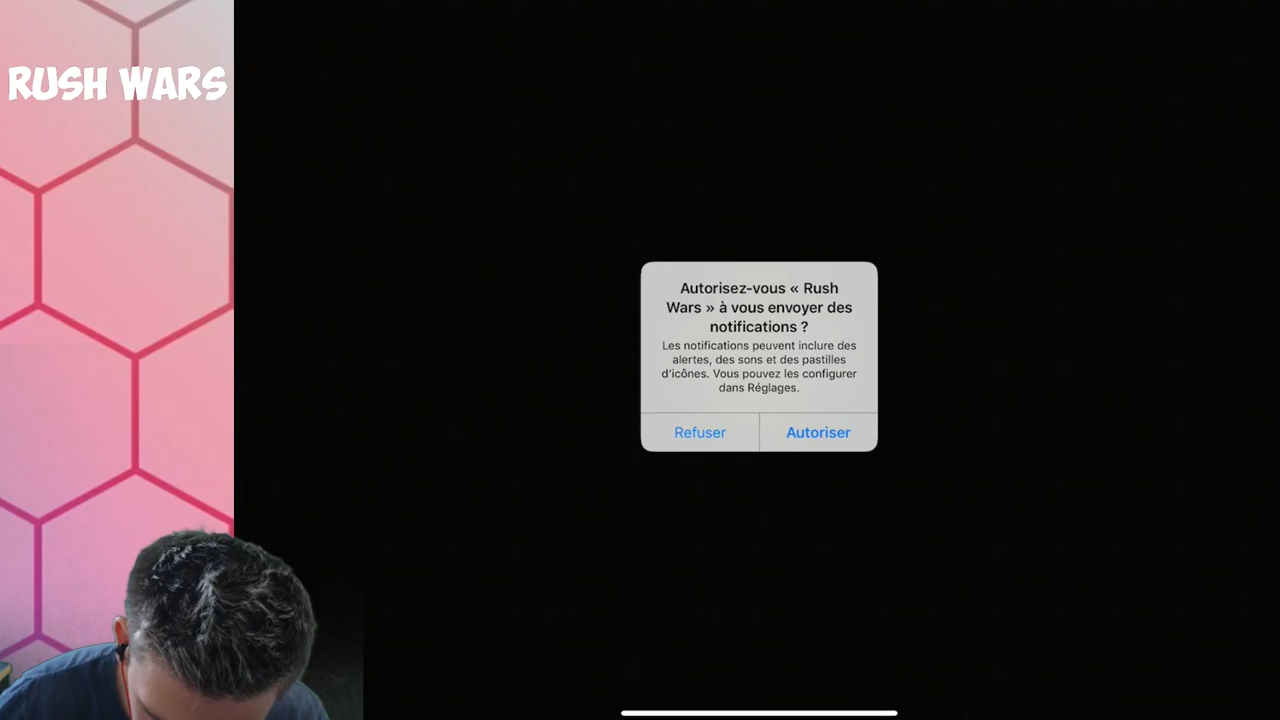 RUSH WARS
Autorisez-vous « Rush
Wars » à vous envoyer des
notifications ?
Les notifications peuvent inclure des
alertes, des sons et des pastilles
d'icônes. Vous pouvez les configurer
dans Réglages.
Refuser
Autoriser